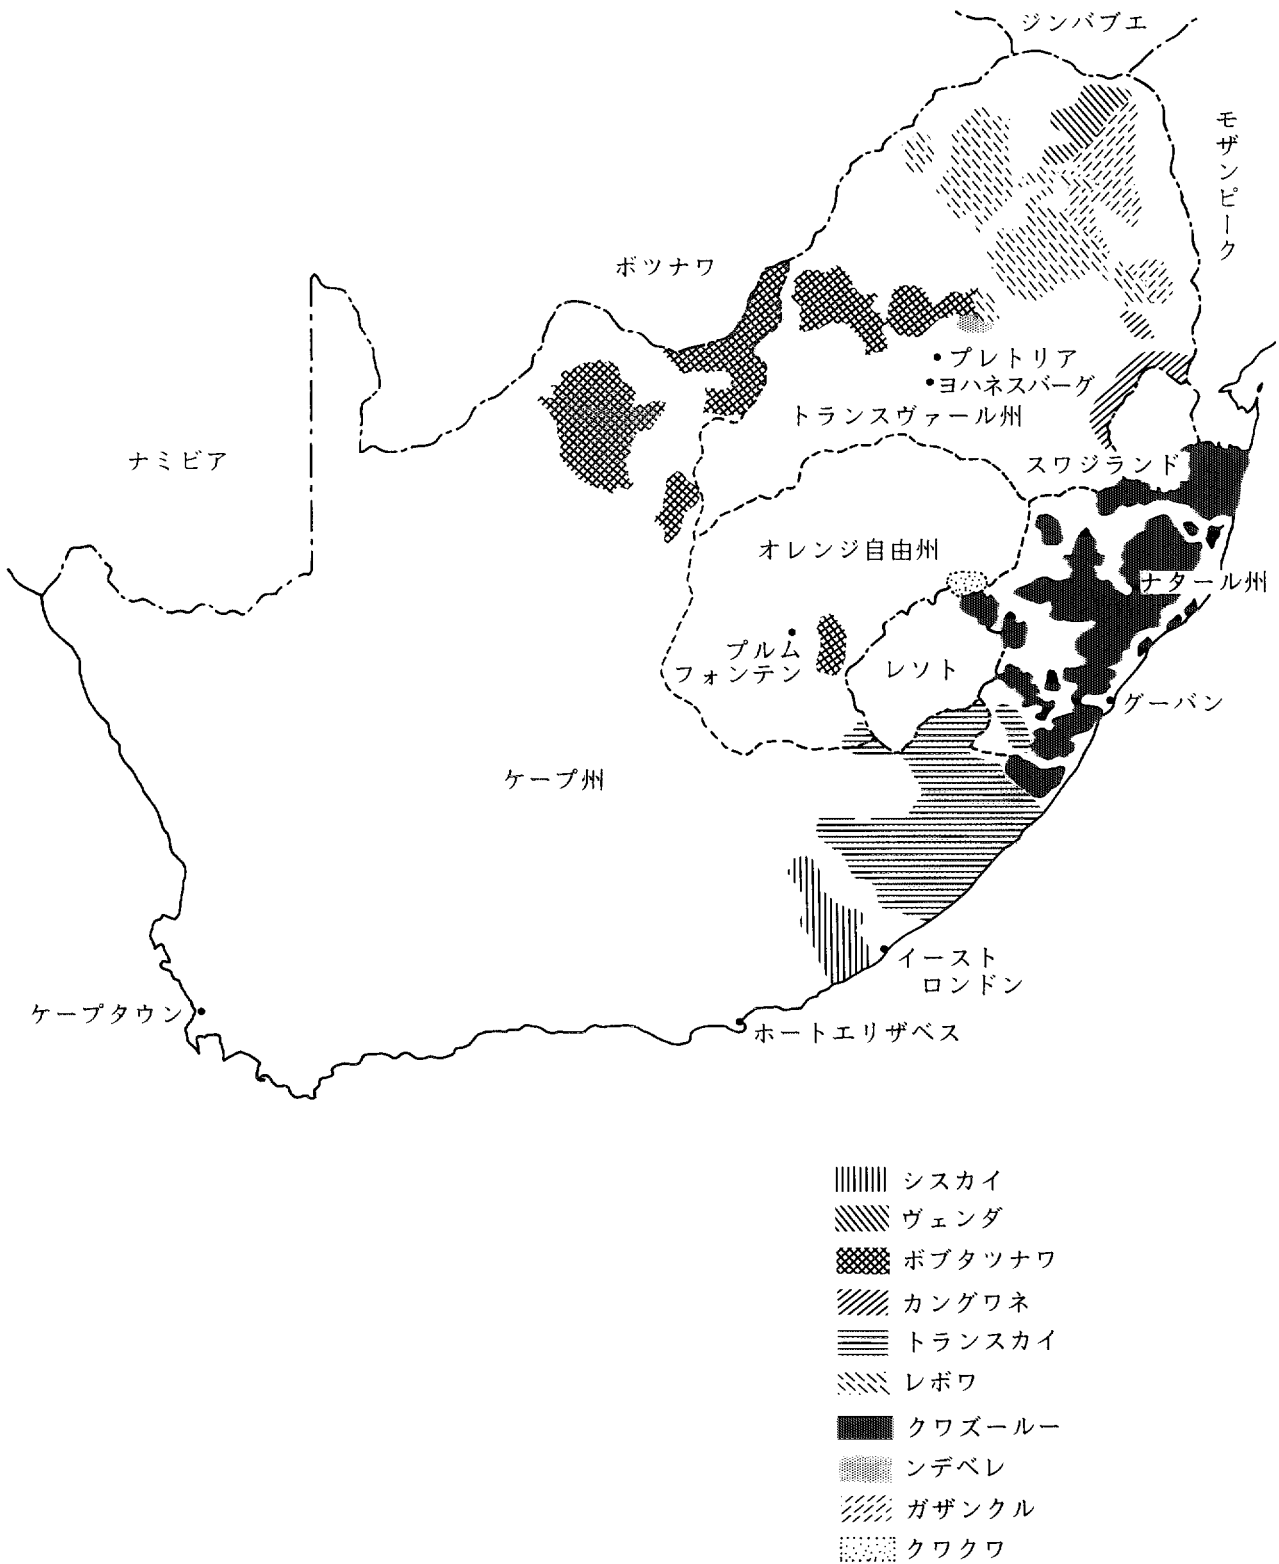 ジンバブエ
モザンピーク
ボツナワ
プレトリア
ヨハネスバーグ
トランスヴァール州
ナミビア
スワジランド
オレンジ自由州
ナタール州
プルム
フォンテン
レソト
グーバン
ケープ州
イースト
ロンドン
ケープタウン
ホートエリザベス
シスカイ
ヴェンダ
ボブタツナワ
カングワネ
トランスカイ
レボワ
クワズールー
ンデベレ
ガザンクル
クワクワ